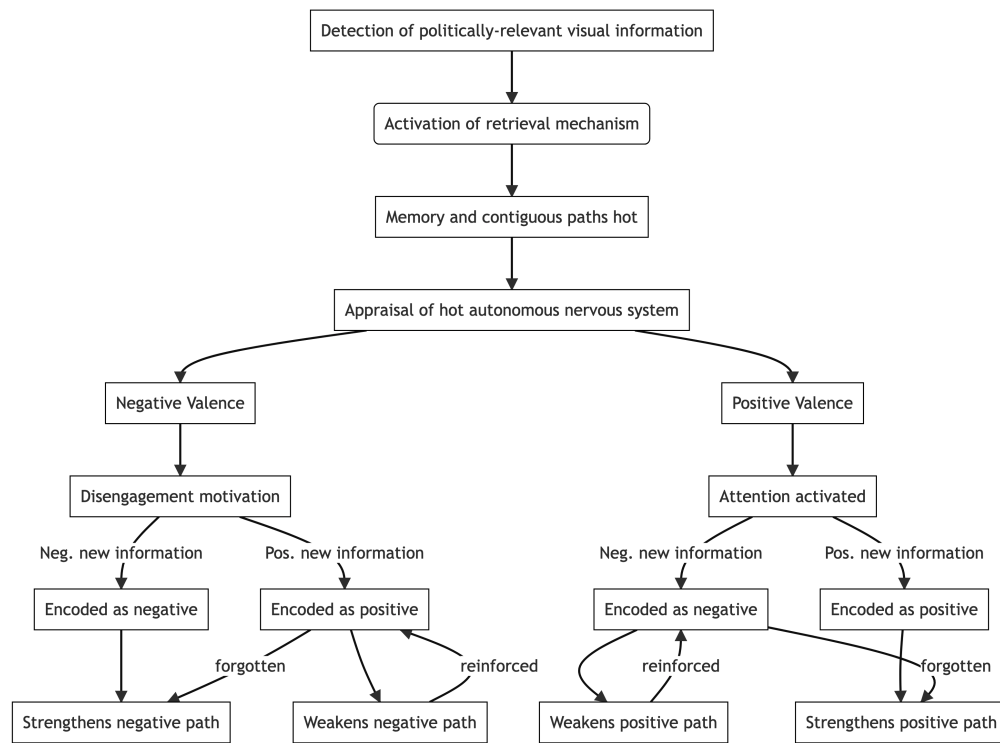 Detection of politically-relevant visual information
Activation of retrieval mechanism
Memory and contiguous paths hot
Appraisal of hot autonomous nervous system
Negative Valence
Positive Valence
Disengagement motivation
Attention activated
Neg. new information
Pos. new information
Neg. new information
Pos. new information
Encoded as negative
Encoded as positive
Encoded as negative
Encoded as positive
forgotten
reinforced
reinforced
forgotten
Strengthens negative path
Weakens negative path
Weakens positive path
Strengthens positive path